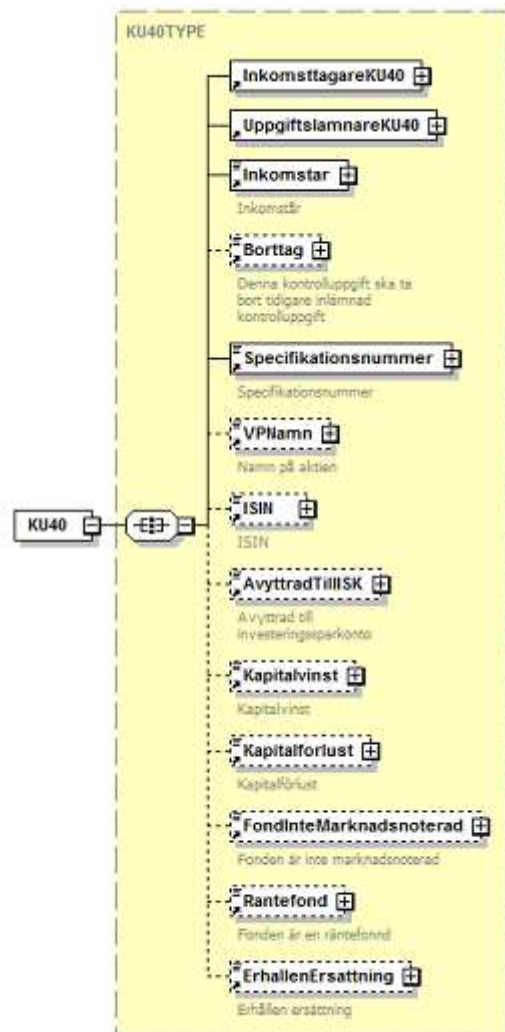 KU40TYPE
InkomsttagareKU40
UppgiftslamnareKU40
Inkomstar
Inkomstår
Borttag
Denna kontrolluppgift ska ta
bort tidigare inlämnad
kontrolluppgift
Specifikationsnummer
Specifikationsnummer
VPNamn
Namn på aktien
KU40
ISIN
ISIN
AvyttradTillISK
Avyttrad till
investeringssparkonto
Kapitalvinst
Kapitalvinst
Kapitalforlust
Kapitalförlust
FondInteMarknadsnoterad
Fonden är inte marknadsnoterad
Rantefond
Fonden är en räntefonnd
ErhallenErsattning
Erhållen ersättning